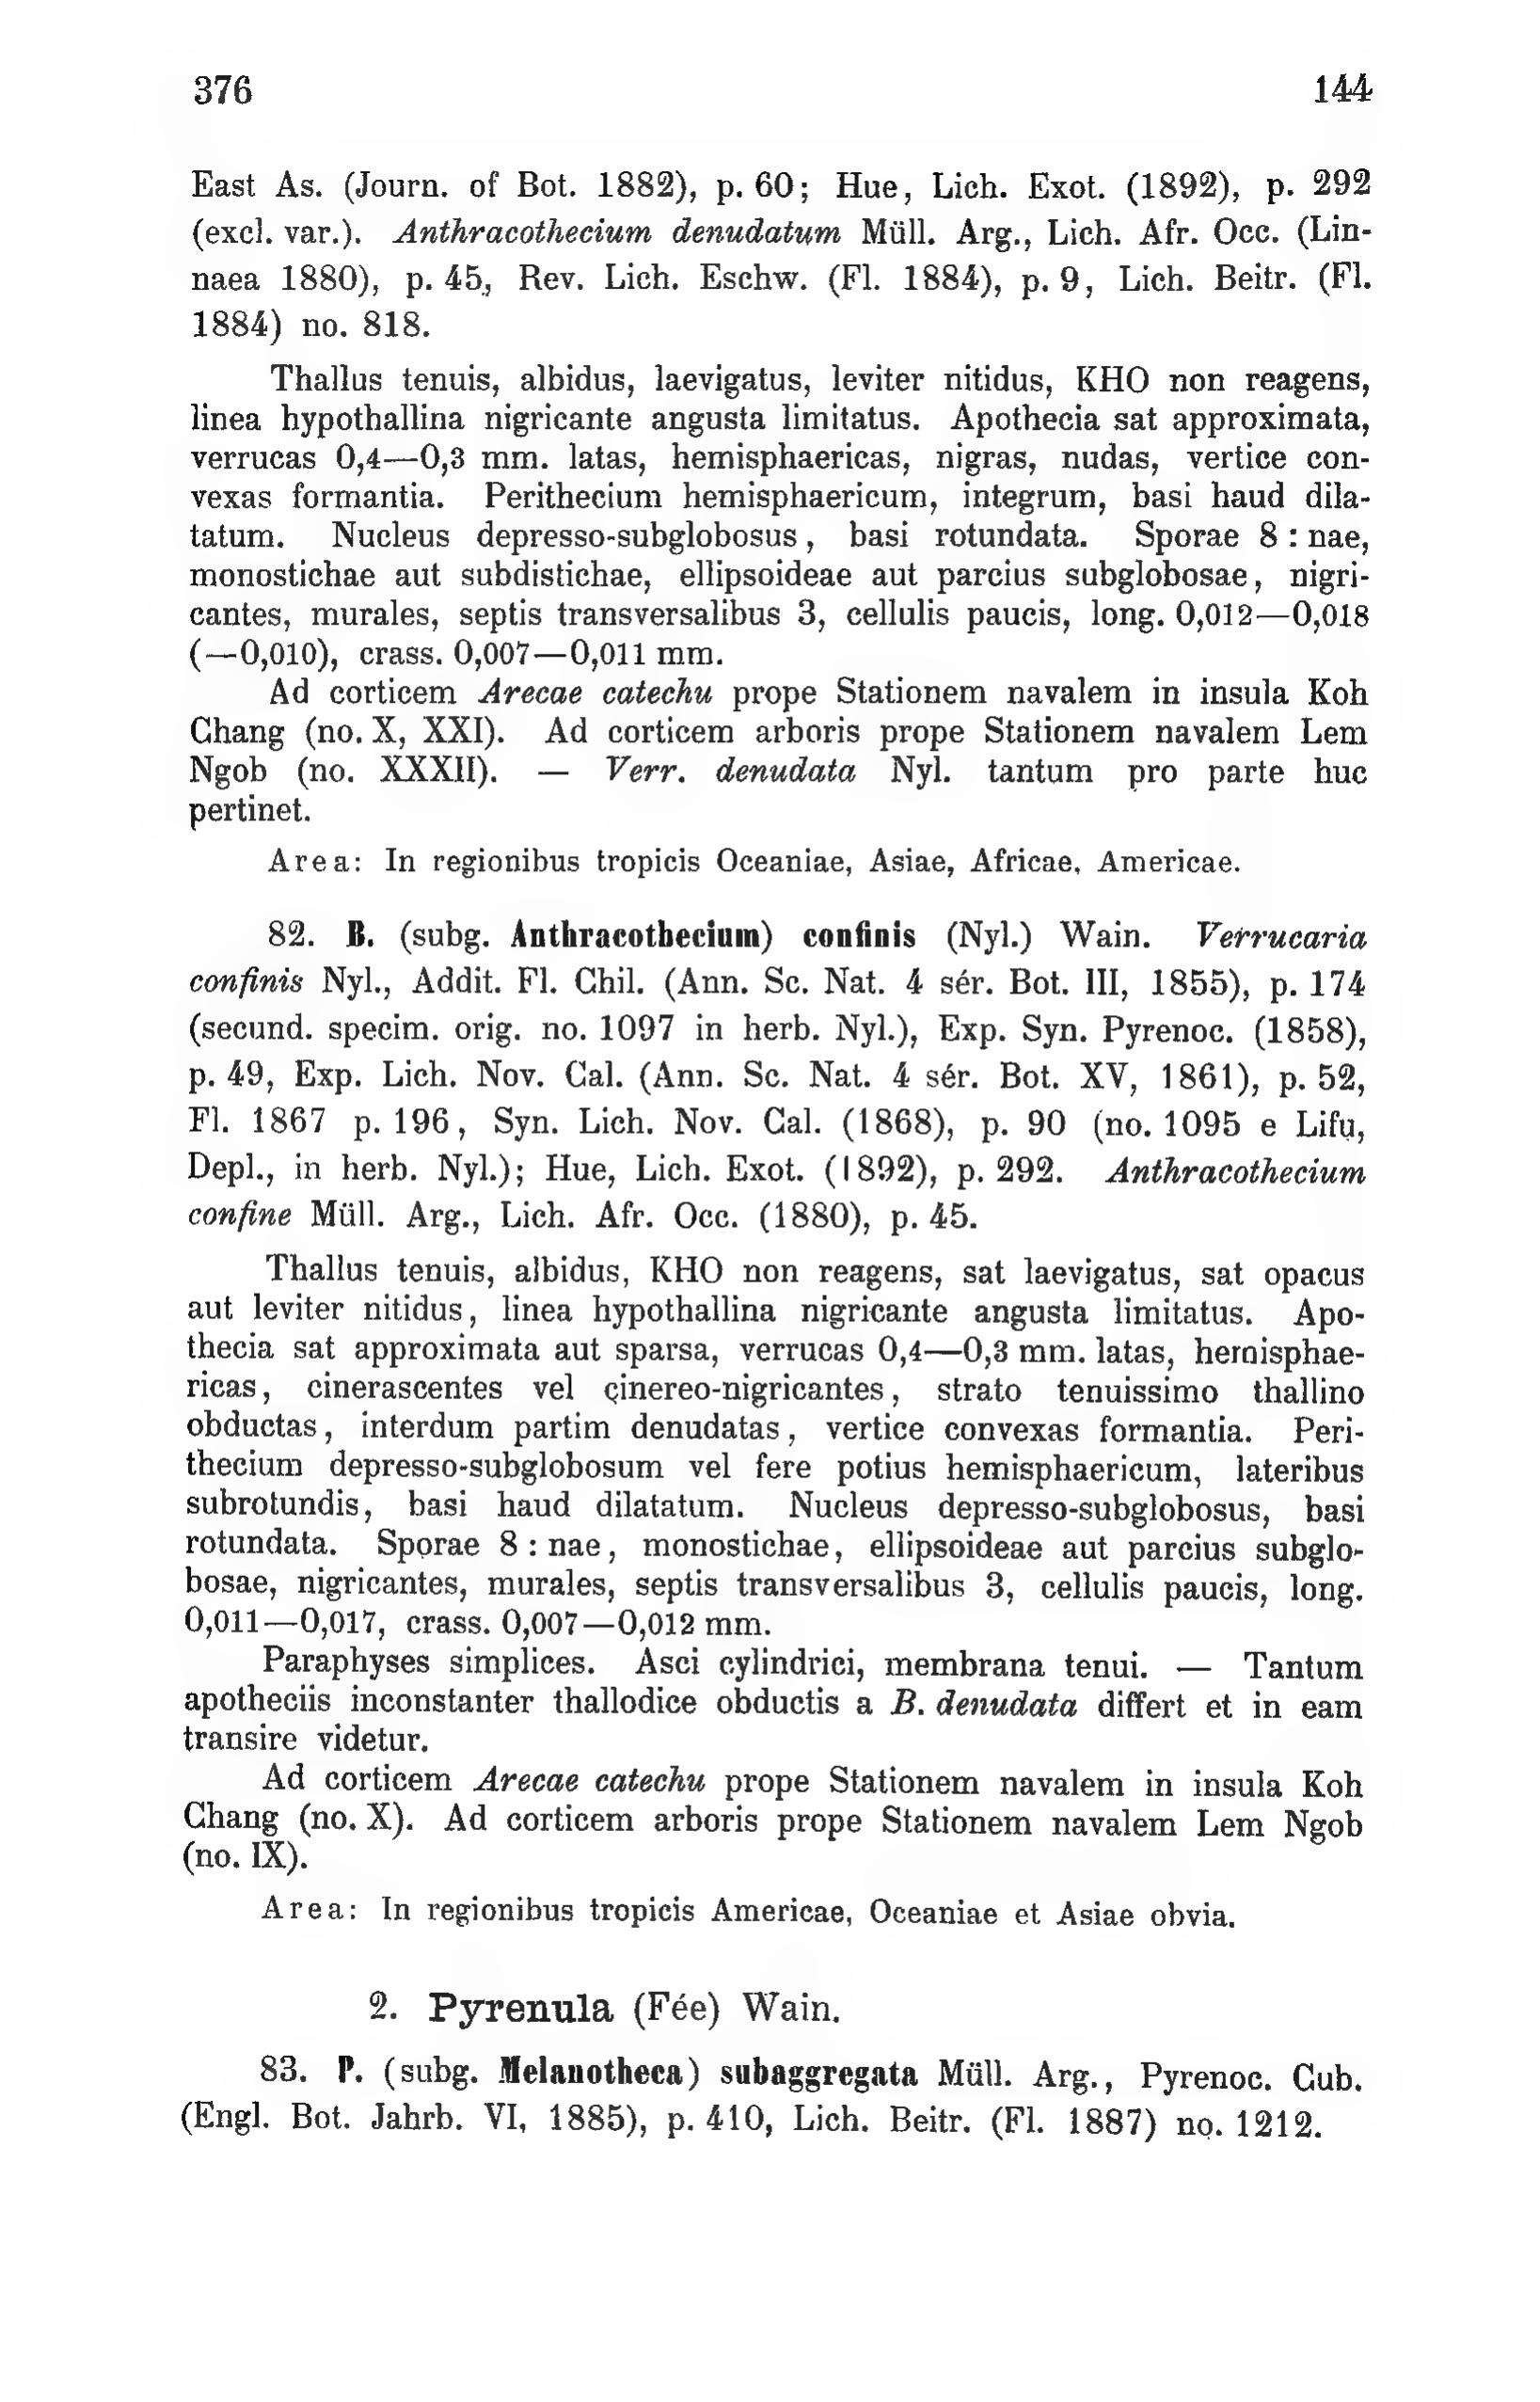 376 144
East As. (Journ. of Bot. 1882), p. 60; Hue, Lich. Exot. (1892), p. 292
(excl. var.). Anthracothecium denudatum Müll. Arg., Lich. Afr. Occ. (Lin-
naea 1880), p. 45, Rev. Lich. Eschw. (Fl. 1884), p. 9, Lich. Beitr. (Fl.
1884) no. 818.
Thallus tenuis, albidus, laevigatus, leviter nitidus, KHO non reagens,
linea hypothallina nigricante angusta limitatus. Apothecia sat approximata,
verrucas 0,4—0,3 mm. latas, hemisphaericas, nigras, nudas, vertice con-
vexas formantia. Perithecium hemisphaericum, integrum, basi haud dila-
tatum. Nucleus depresso-subglobosus, basi rotundata. Sporae 8 : nae,
monostichae aut subdistichae, ellipsoideae aut parcius subglobosae, nigri-
cantes, murales, septis transversalibus 3, cellulis paucis, long. 0,012—0,018
(—0,010), crass. 0,007—0,011 mm.
Ad corticem Arecae catechu prope Stationem navalem in insula Koh
Chang (no. X, XXI). Ad corticem arboris prope Stationem navalem Lem
Ngob (no. XXXII). — Verr. denudata Nyl. tantum pro parte huc
pertinet.
Area: In regionibus tropicis Oceaniae, Asiae, Africae, Americae.
82. B. (subg. Anthracothecium) confinis (Nyl.) Wain. Verrucaria
confinis Nyl., Addit. Fl. Chil. (Ann. Sc. Nat. 4 sér. Bot. III, 1855), p. 174
(secund. specim. orig. no. 1097 in herb. Nyl.), Exp. Syn. Pyrenoc. (1858),
p. 49, Exp. Lich. Nov. Cal. (Ann. Sc. Nat. 4 sér. Bot. XV, 1861), p. 52,
Fl. 1867 p. 196, Syn. Lich. Nov. Cal. (1868), p. 90 (no. 1095 e Lifu,
Depl., in herb. Nyl.); Hue, Lich. Exot. (1892), p. 292. Anthracothecium
confine Müll. Arg., Lich. Afr. Occ. (1880), p. 45.
Thallus tenuis, albidus, KHO non reagens, sat laevigatus, sat opacus
aut leviter nitidus, linea hypothallina nigricante angusta limitatus. Apo-
thecia sat approximata aut sparsa, verrucas 0,4—0,3 mm. latas, hemisphae-
ricas, cinerascentes vel cinereo-nigricantes, strato tenuissimo thallino
obductas, interdum partim denudatas, vertice convexas formantia. Peri-
thecium depresso-subglobosum vel fere potius hemisphaericum, lateribus
subrotundis, basi haud dilatatum. Nucleus depresso-subglobosus, basi
rotundata. Sporae 8 : nae, monostichae, ellipsoideae aut parcius subglo-
bosae, nigricantes, murales, septis transversalibus 3, cellulis paucis, long.
0,011—0,017, crass. 0,007—0,012 mm.
Paraphyses simplices. Asci cylindrici, membrana tenui. — Tantum
apotheciis inconstanter thallodice obductis a B. denudata differt et in eam
transire videtur.
Ad corticem Arecae catechu prope Stationem navalem in insula Koh
Chang (no. X). Ad corticem arboris prope Stationem navalem Lem Ngob
(no. IX).
Area: In regionibus tropicis Americae, Oceaniae et Asiae obvia.
2. Pyrenula (Fée) Wain.
83. P. (subg. Melanotheca) subaggregata Müll. Arg., Pyrenoc. Cub.
(Engl. Bot. Jahrb. VI, 1885), p. 410, Lich. Beitr. (Fl. 1887) no. 1212.